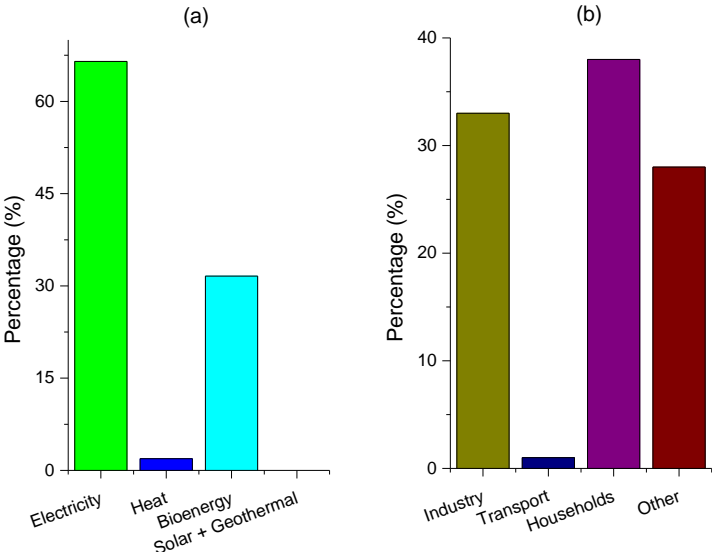 (a)
Percentage (%)
60
45
30
15
0
Electricity
Heat
Bioenergy
Solar + Geothermal
(b)
Percentage (%)
40
30
20
10
0
Industry
Transport
Households
Other